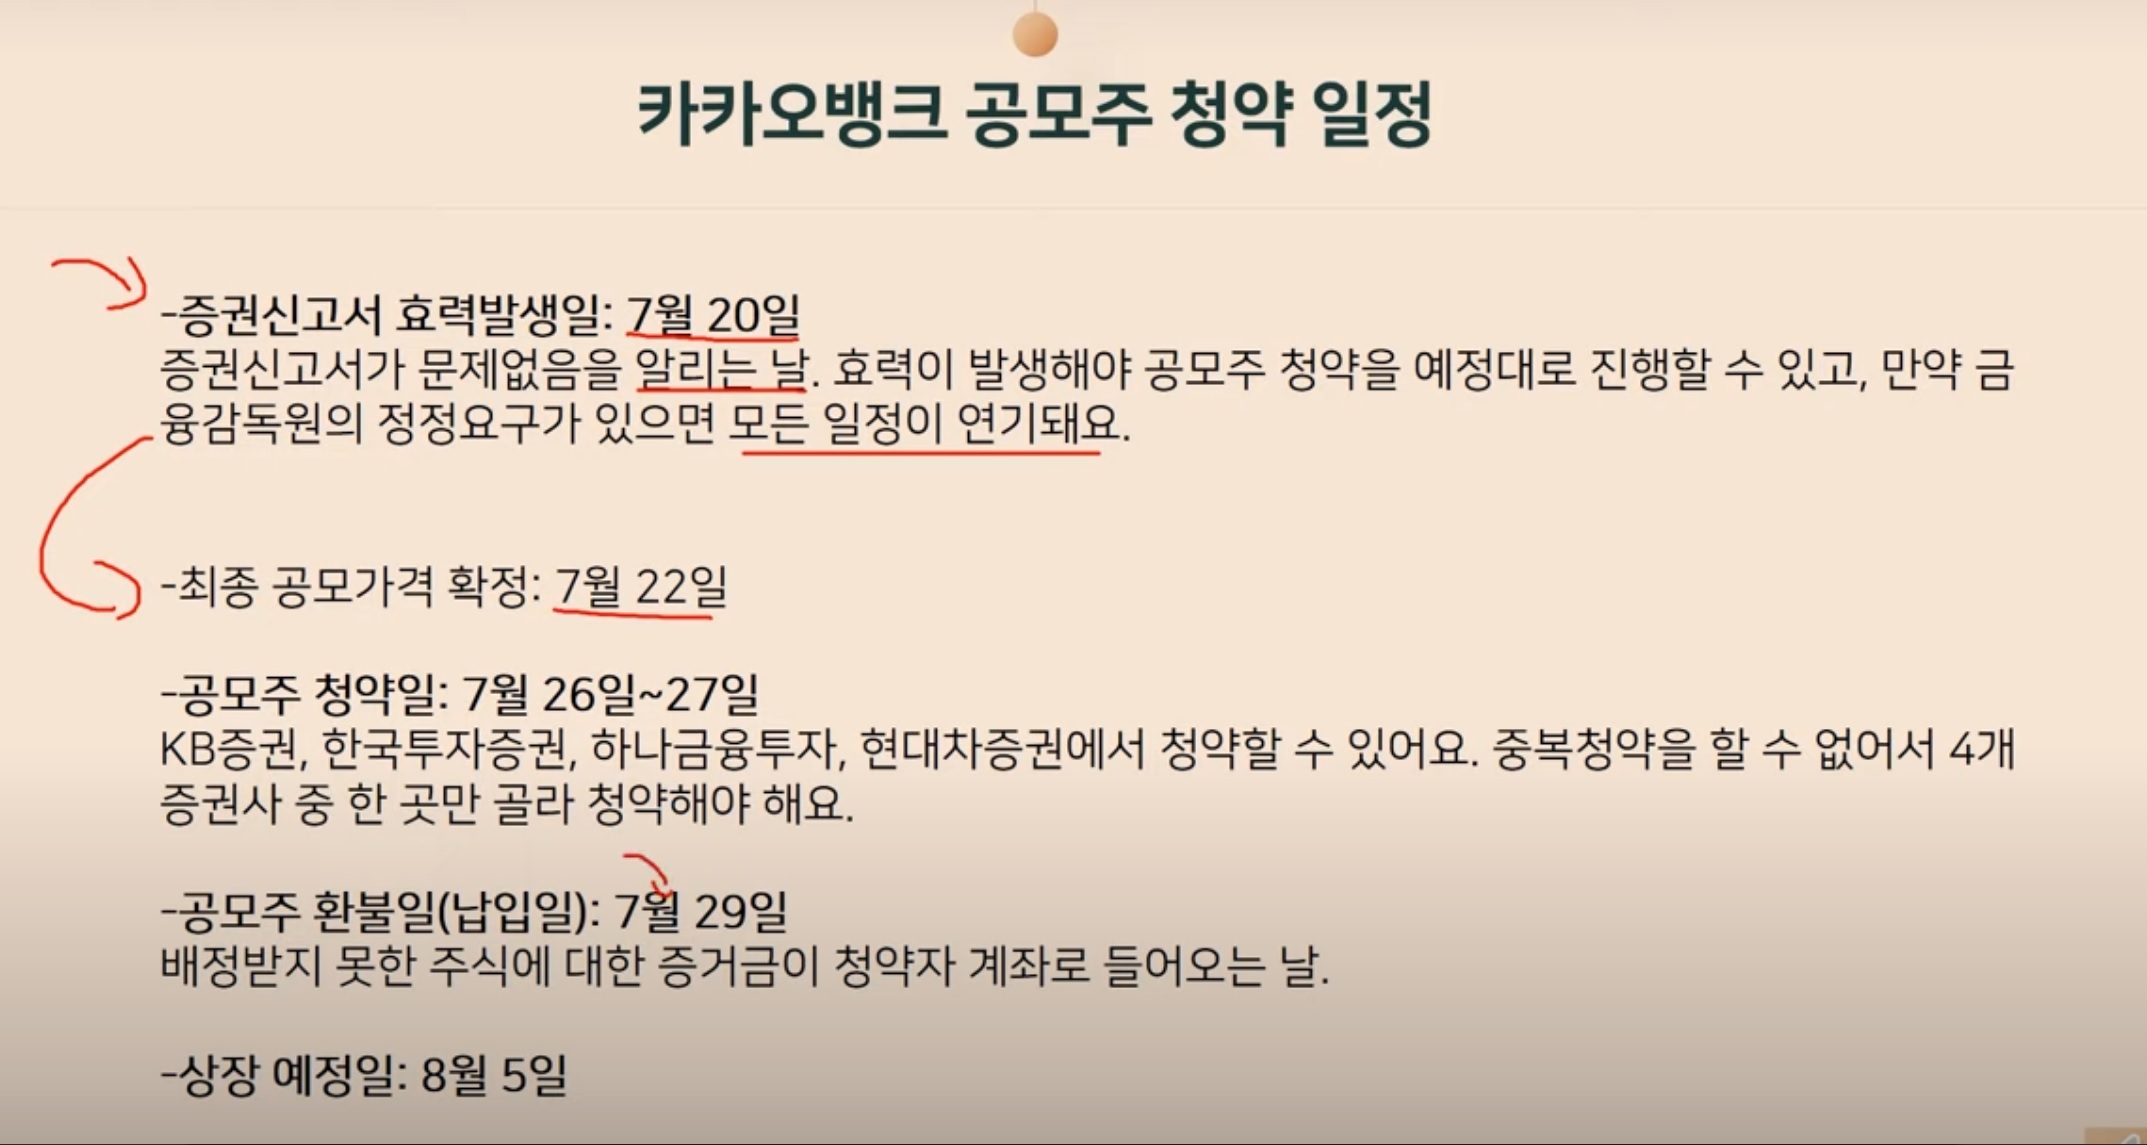 카카오뱅크 공모주 청약 일정
-증권신고서 효력발생일: 7월 20일
증권신고서가 문제없음을 알리는 날. 효력이 발생해야 공모주 청약을 예정대로 진행할 수 있고, 만약 금
융감독원의 정정요구가 있으면 모든 일정이 연기돼요.
-최종 공모가격 확정: 7월 22일
-공모주 청약일: 7월 26일~27일
KB증권, 한국투자증권, 하나금융투자, 현대차증권에서 청약할 수 있어요. 중복청약을 할 수 없어서 4개
증권사 중 한 곳만 골라 청약해야 해요.
-공모주 환불일(납입일): 7월 29일
배정받지 못한 주식에 대한 증거금이 청약자 계좌로 들어오는 날.
-상장 예정일: 8월 5일